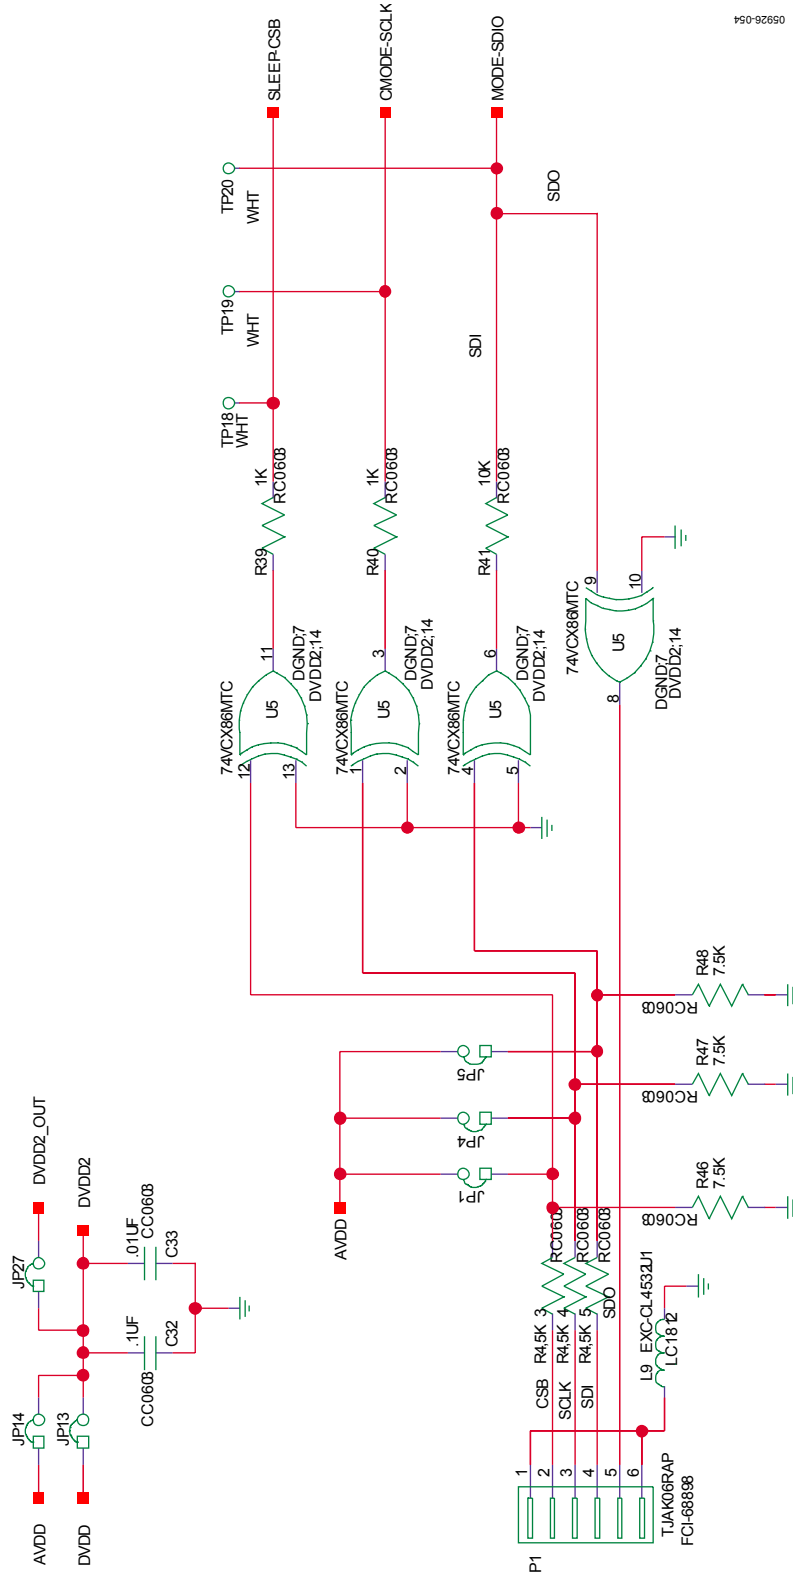 05926-054
SLEEP-CSB
CMODE-SCLK
MODE-SDIO
TP20
WHT
TP19
WHT
TP18
WHT
SDO
SDI
1K
RC0603
R39
1K
RC0603
R40
10K
RC0603
R41
74VCX86MTC
11
12
13
U5
DGND;7
DVDD2;14
74VCX86MTC
3
1
2
U5
DGND;7
DVDD2;14
74VCX86MTC
6
4
5
U5
DGND;7
DVDD2;14
74VCX86MTC
9
10
8
U5
DGND;7
DVDD2;14
AVDD
JP1
JP4
JP5
R46
7.5K
RC0603
R47
7.5K
RC0603
R48
7.5K
RC0603
DVDD2_OUT
DVDD2
JP27
JP14
JP13
AVDD
DVDD
.1UF
CC0603
C32
.01UF
CC0603
C33
RC0603
RC0603
RC0603
R4,5K 3
R4,5K 4
R4,5K 5
SDO
CSB
SCLK
SDI
L9 EXC-CL4532U1
LC1812
1
2
3
4
5
6
P1
TJAK06RAP
FCI-68898